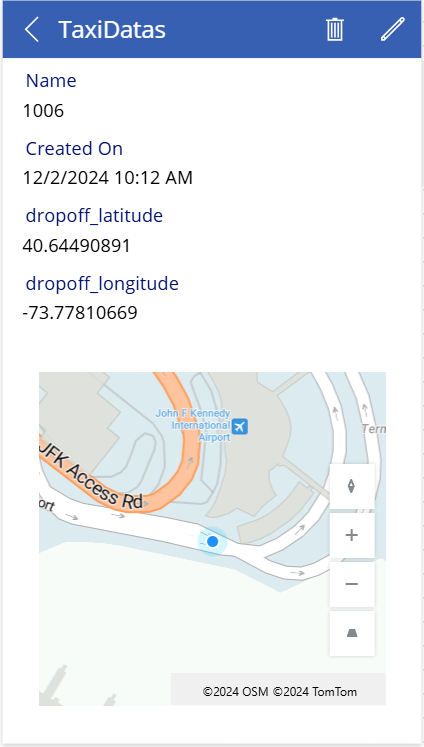 TaxiDatas
Name
1006
Created On
12/2/2024 10:12 AM
dropoff_latitude
40.64490891
dropoff_longitude
-73.77810669
John F Kennedy
International
Airport
Term
JFK Access Rd
ort
©2024 OSM ©2024 TomTom